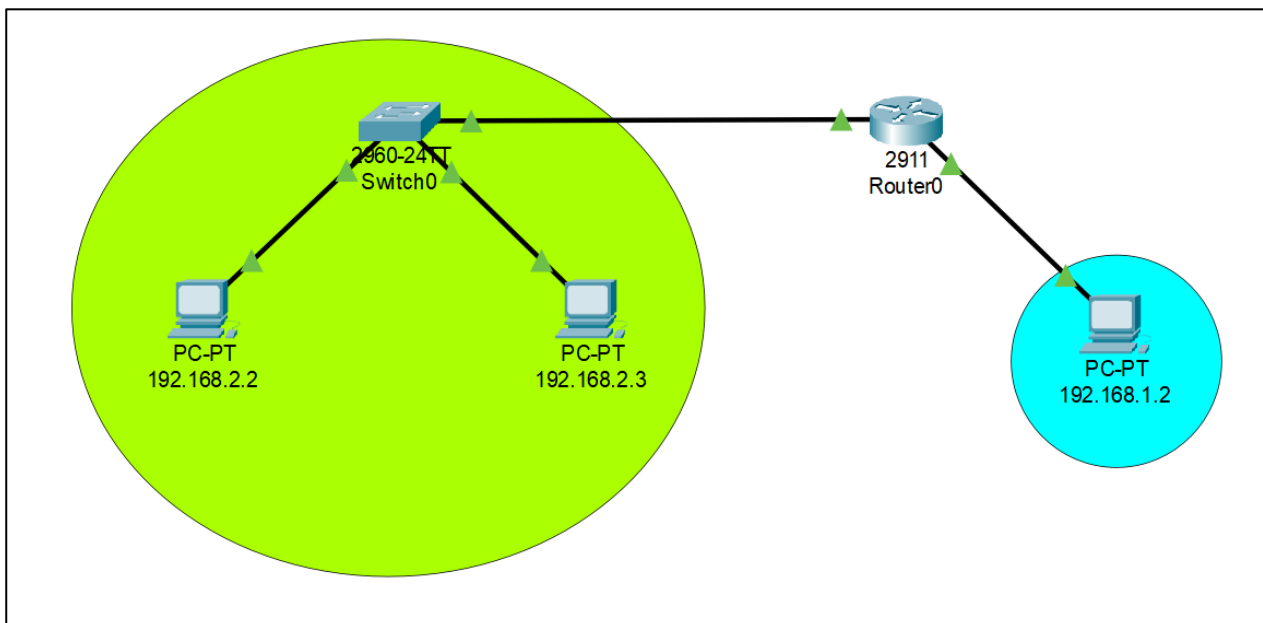 2960-24TT
Switch0
2911
Router0
PC-PT
192.168.2.2
PC-PT
192.168.2.3
PC-PT
192.168.1.2